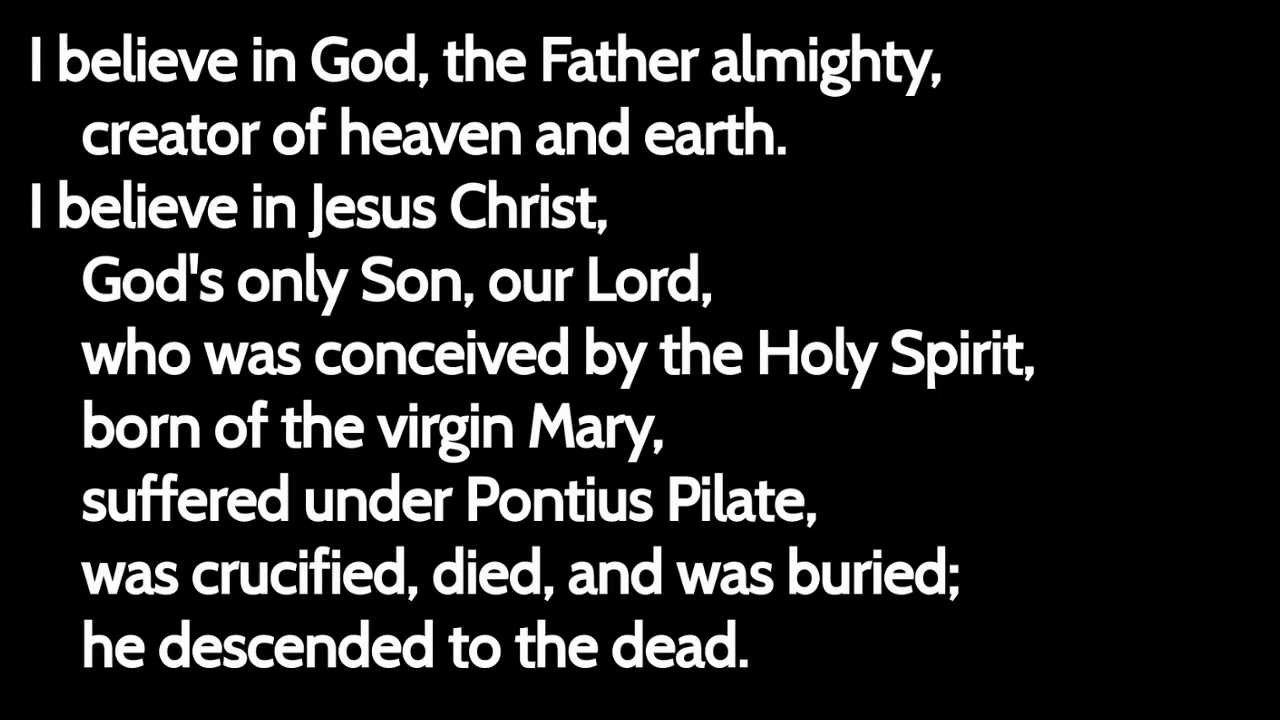 I believe in God, the Father almighty,
creator of heaven and earth.
I believe in Jesus Christ,
God's only Son, our Lord,
who was conceived by the Holy Spirit,
born of the virgin Mary,
suffered under Pontius Pilate,
was crucified, died, and was buried;
he descended to the dead.